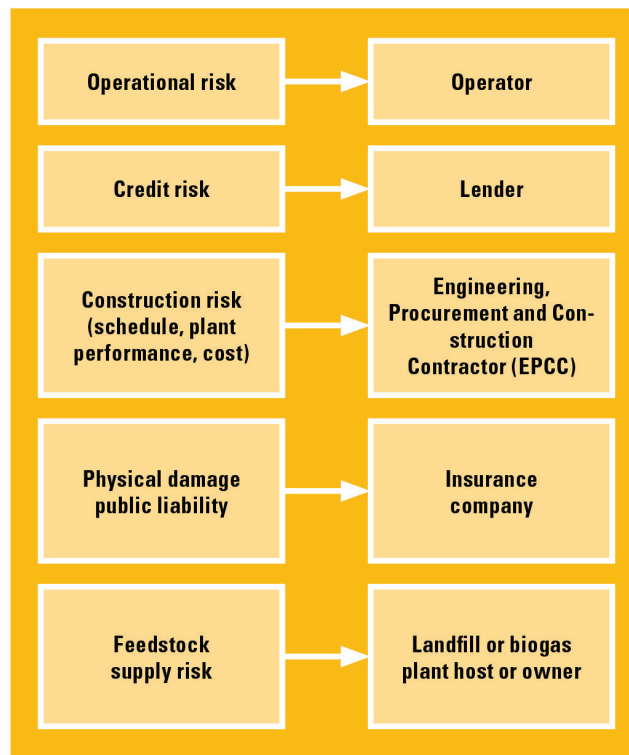 Operational risk
Operator
Credit risk
Lender
Construction risk
(schedule, plant
performance, cost)
Engineering,
Procurement and Con-
struction
Contractor (EPCC)
Physical damage
public liability
Insurance
company
Feedstock
supply risk
Landfill or biogas
plant host or owner